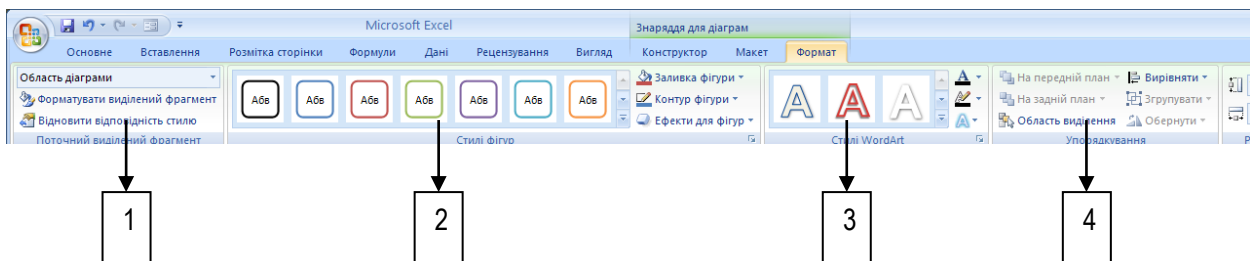 Microsoft Excel
Знаряддя для діаграм
Основне Вставлення Розмітка сторінки Формули Дані Рецензування Вигляд Конструктор Макет Формат
Область діаграми
Форматувати виділений фрагмент
Відновити відповідність стилю
Поточний виділений фрагмент
Абв Абв Абв Абв Абв Абв Абв
Заливка фігури
Контур фігури
Ефекти для фігур
Стилі фігур
А А А
Стилі WordArt
На передній план
На задній план
Область виділення
Вирівняти
Згрупувати
Обернути
Упорядкування
1 2 3 4